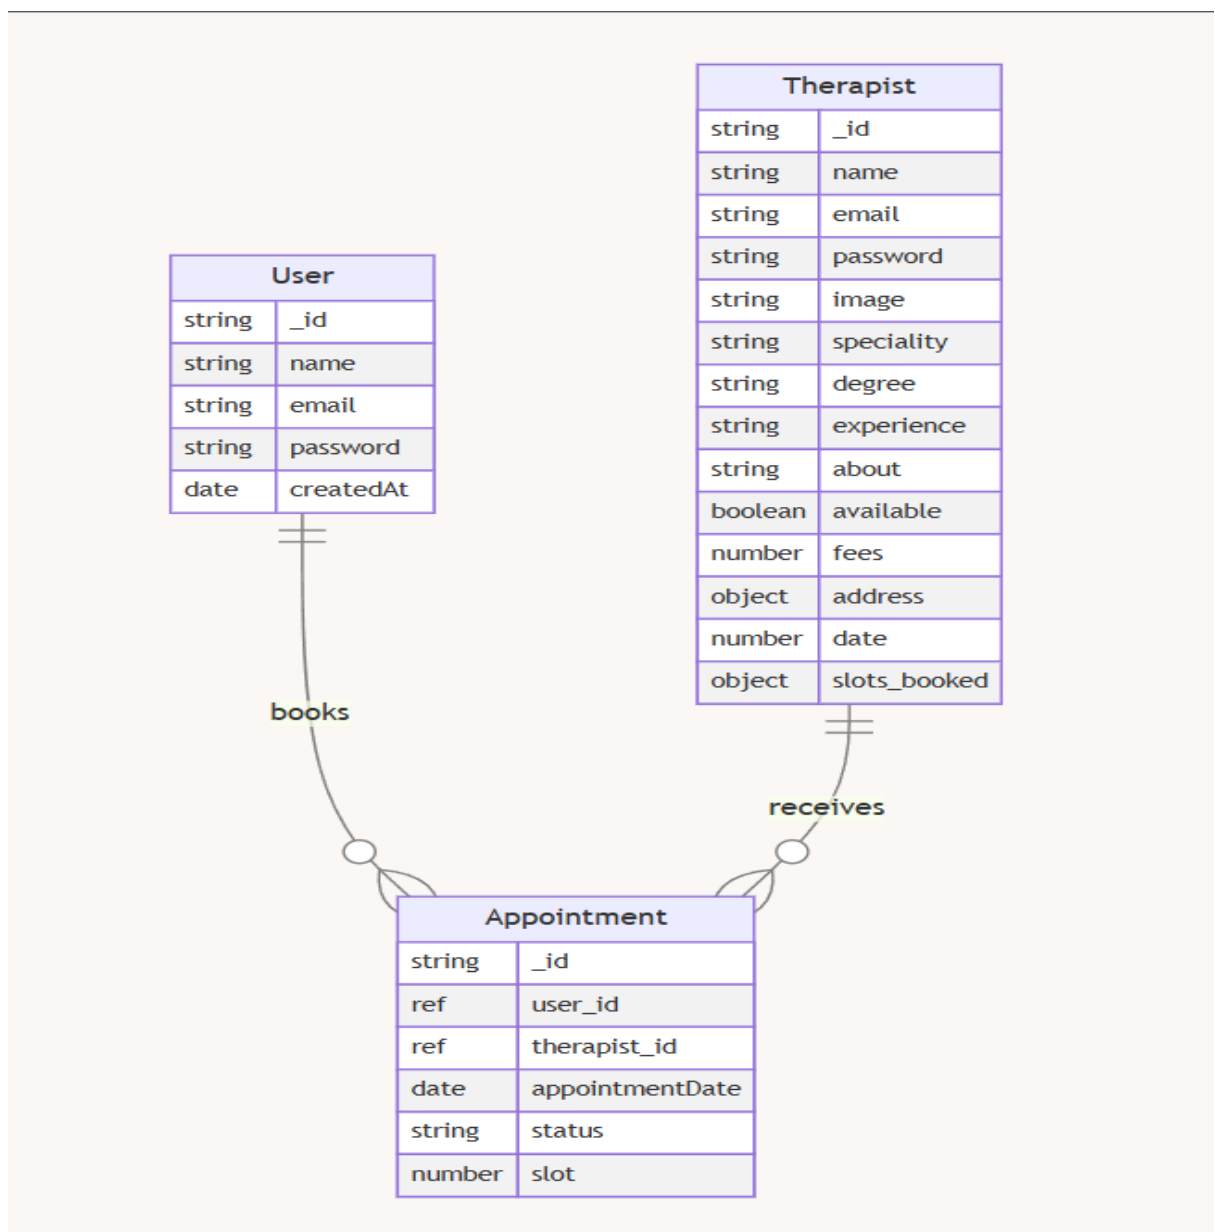 Therapist
string _id
string name
string email
string password
string image
string speciality
string degree
string experience
string about
boolean available
number fees
object address
number date
object slots_booked
User
string _id
string name
string email
string password
date createdAt
books
receives
Appointment
string _id
ref user_id
ref therapist_id
date appointmentDate
string status
number slot